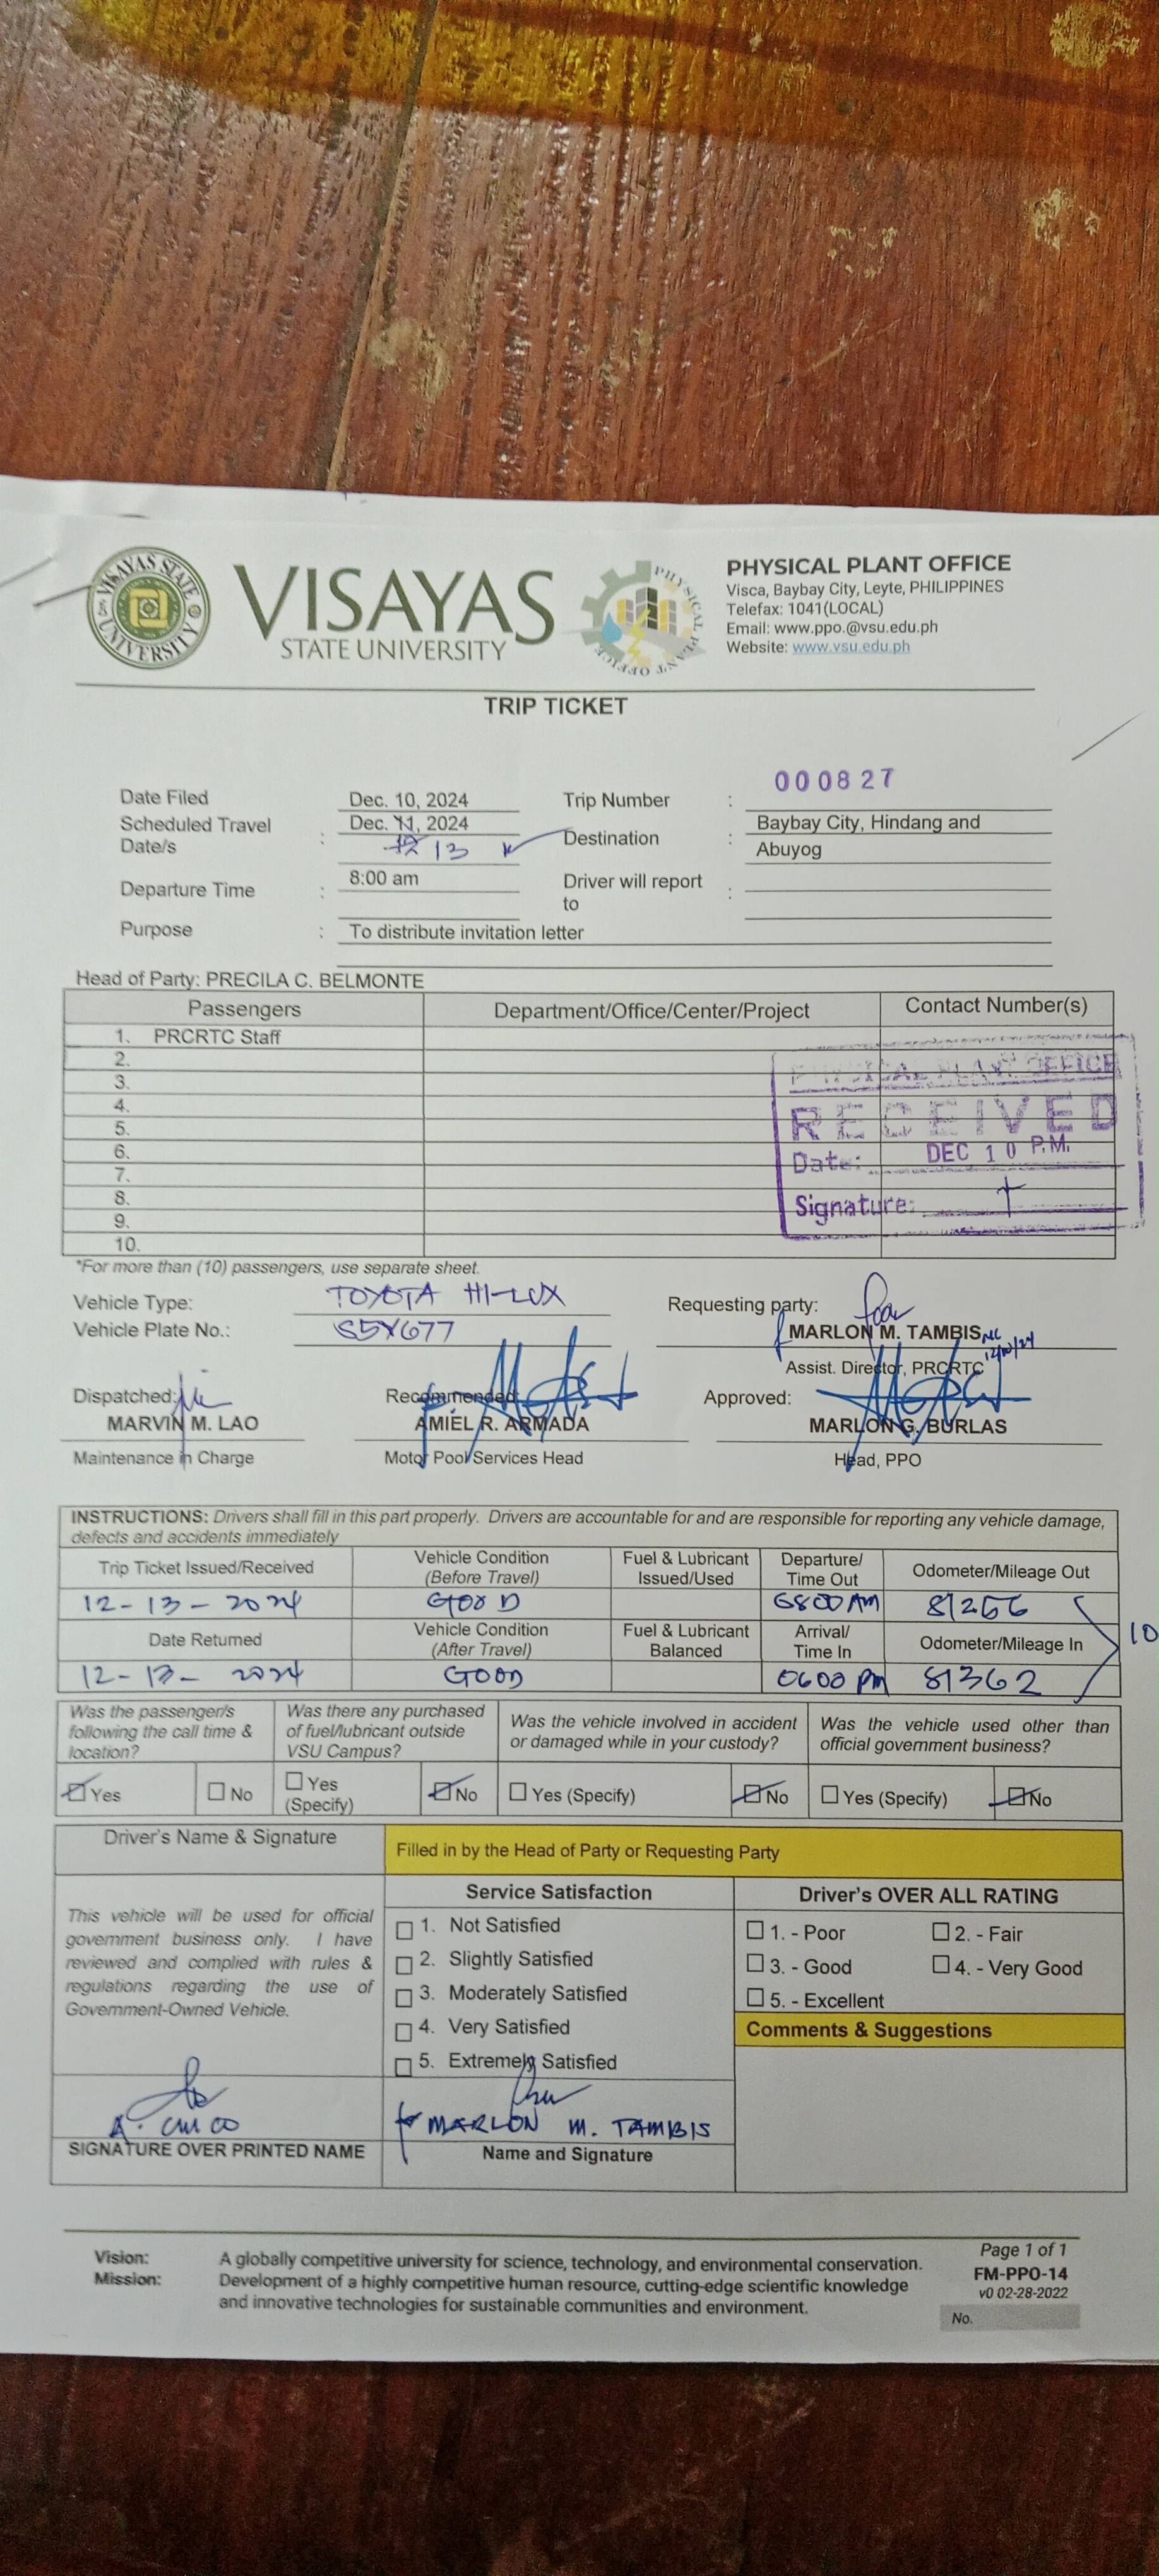 VISAYAS STATE UNIVERSITY
VISAYAS
STATE UNIVERSITY
PHYSICAL PLANT OFFICE
PHYSICAL PLANT OFFICE
Visca, Baybay City, Leyte, PHILIPPINES
Telefax: 1041(LOCAL)
Email: www.ppo.@vsu.edu.ph
Website: www.vsu.edu.ph
TRIP TICKET
000827
Date Filed Dec. 10, 2024 Trip Number :
Scheduled Travel Date/s : Dec. 11, 2024 12 13 Destination : Baybay City, Hindang and Abuyog
Departure Time : 8:00 am Driver will report to :
Purpose : To distribute invitation letter
Head of Party: PRECILA C. BELMONTE
Passengers Department/Office/Center/Project Contact Number(s)
1. PRCRTC Staff
2.
3.
4.
5.
6.
7.
8.
9.
10.
PHYSICAL PLANT OFFICE
RECEIVED
Date: DEC 10 P.M.
Signature:
*For more than (10) passengers, use separate sheet.
Vehicle Type: TOYOTA HI-LUX Requesting party:
Vehicle Plate No.: S5Y677 MARLON M. TAMBIS
12/10/24
Assist. Director, PRCRTC
Dispatched: Recommended: Approved:
MARVIN M. LAO AMIEL R. ARMADA MARLON G. BURLAS
Maintenance in Charge Motor Pool Services Head Head, PPO
INSTRUCTIONS: Drivers shall fill in this part properly. Drivers are accountable for and are responsible for reporting any vehicle damage,
defects and accidents immediately
Trip Ticket Issued/Received Vehicle Condition (Before Travel) Fuel & Lubricant Issued/Used Departure/ Time Out Odometer/Mileage Out
12-13-2024 GOOD AM
Date Returned Vehicle Condition (After Travel) Fuel & Lubricant Balanced Arrival/ Time In Odometer/Mileage In
12-13-2024 GOOD 0600 PM 81362
10
Was the passenger/s following the call time & location? Was there any purchased of fuel/lubricant outside VSU Campus? Was the vehicle involved in accident or damaged while in your custody? Was the vehicle used other than official government business?
Yes No Yes (Specify) No Yes (Specify) No Yes (Specify) No
Driver's Name & Signature Filled in by the Head of Party or Requesting Party
Service Satisfaction Driver's OVER ALL RATING
This vehicle will be used for official
government business only. I have
reviewed and complied with rules &
regulations regarding the use of
Government-Owned Vehicle.
1. Not Satisfied
2. Slightly Satisfied
3. Moderately Satisfied
4. Very Satisfied
5. Extremely Satisfied
1. - Poor 2. - Fair
3. - Good 4. - Very Good
5. - Excellent
Comments & Suggestions
MARLON M. TAMBIS
SIGNATURE OVER PRINTED NAME Name and Signature
Vision: A globally competitive university for science, technology, and environmental conservation.
Mission: Development of a highly competitive human resource, cutting-edge scientific knowledge
and innovative technologies for sustainable communities and environment.
Page 1 of 1
FM-PPO-14
v0 02-28-2022
No.